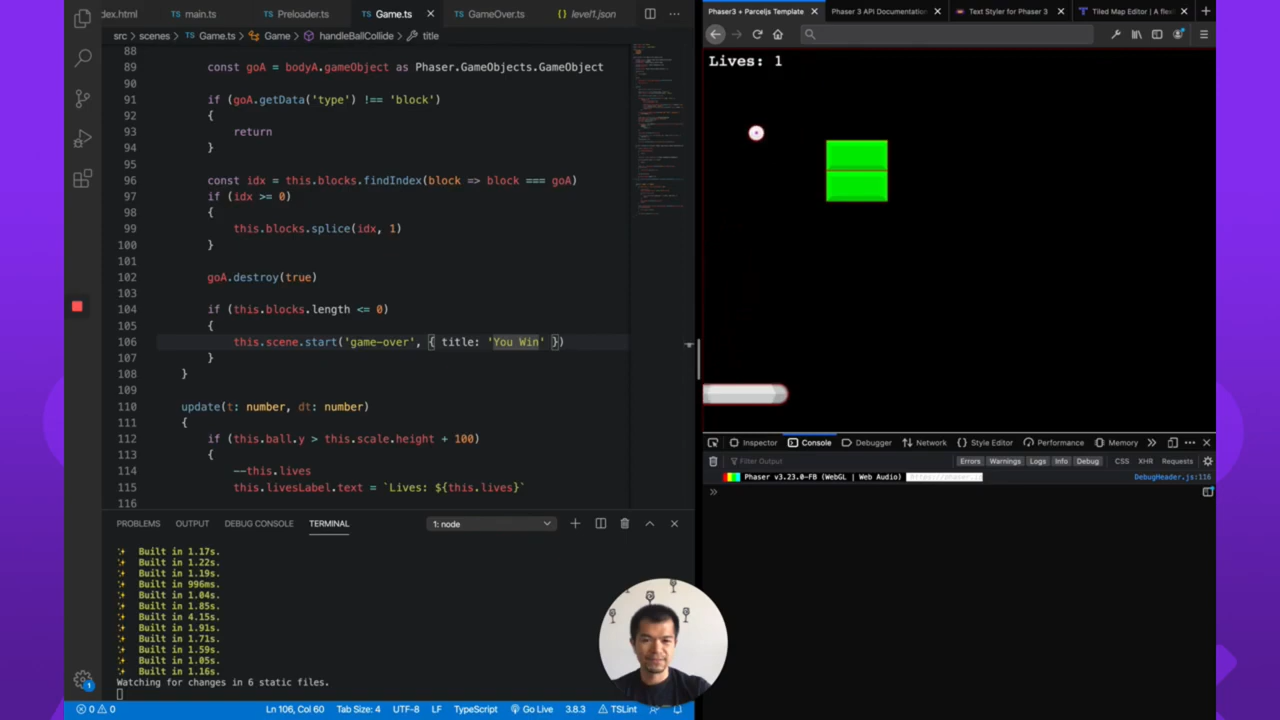 dex.html
main.ts
Preloader.ts
Game.ts
GameOver.ts
level1.json
src > scenes > Game.ts > Game > handleBallCollide > title
88
89 const goA = bodyA.gameObject as Phaser.GameObjects.GameObject
90
91 if (goA.getData('type') !== 'block')
92
93 return
94 }
95
96 const idx = this.blocks.findIndex(block => block === goA)
97 if (idx >= 0)
98 {
99 this.blocks.splice(idx, 1)
100 }
101
102 goA.destroy(true)
103
104 if (this.blocks.length <= 0)
105 {
106 this.scene.start('game-over', { title: 'You Win' })
107 }
108 }
109
110 update(t: number, dt: number)
111 {
112 if (this.ball.y > this.scale.height + 100)
113 {
114 --this.lives
115 this.livesLabel.text = `Lives: ${this.lives}`
116
PROBLEMS OUTPUT DEBUG CONSOLE TERMINAL 1: node
Built in 1.17s.
Built in 1.22s.
Built in 1.19s.
Built in 996ms.
Built in 1.04s.
Built in 1.85s.
Built in 4.15s.
Built in 1.91s.
Built in 1.71s.
Built in 1.59s.
Built in 1.05s.
Built in 1.16s.
Watching for changes in 6 static files.
1
0 0 Ln 106, Col 60 Tab Size: 4 UTF-8 LF TypeScript Go Live 3.8.3 TSLint
Phaser3 + Parceljs Template
Phaser 3 API Documentation
Text Styler for Phaser 3
Tiled Map Editor | A fle
Lives: 1
Inspector Console Debugger Network Style Editor Performance Memory
Filter Output Errors Warnings Logs Info Debug CSS XHR Requests
Phaser v3.23.0-FB (WebGL | Web Audio) DebugHeader.js:116